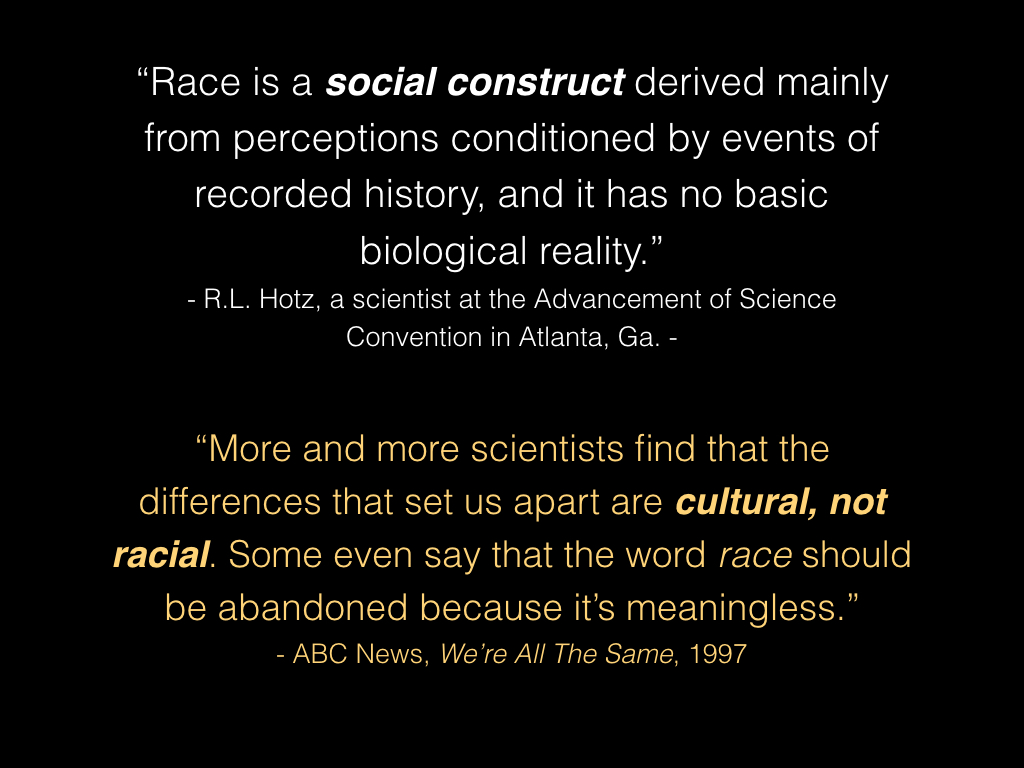 “Race is a social construct derived mainly
from perceptions conditioned by events of
recorded history, and it has no basic
biological reality.”
- R.L. Hotz, a scientist at the Advancement of Science
Convention in Atlanta, Ga. -
“More and more scientists find that the
differences that set us apart are cultural, not
racial. Some even say that the word race should
be abandoned because it’s meaningless.”
- ABC News, We’re All The Same, 1997